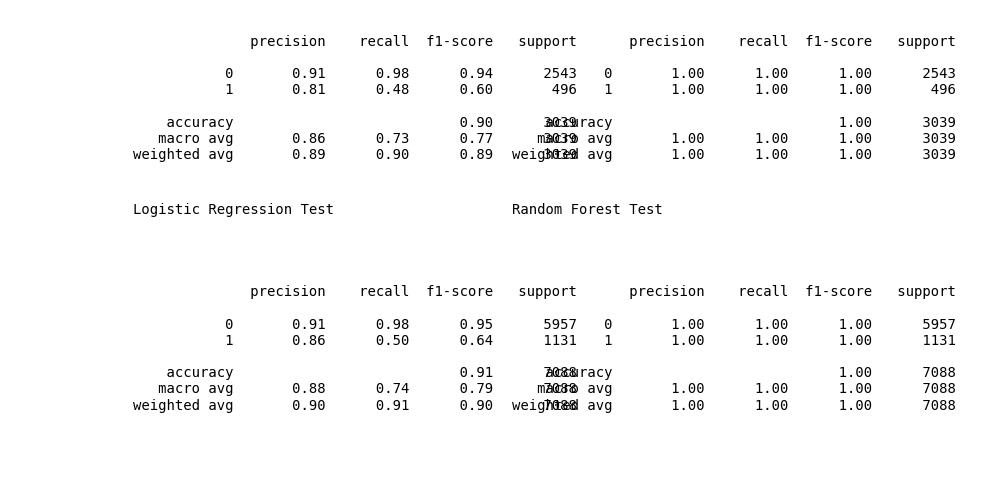 precision recall f1-score support precision recall f1-score support
0 0.91 0.98 0.94 2543 0 1.00 1.00 1.00 2543
1 0.81 0.48 0.60 496 1 1.00 1.00 1.00 496
accuracy 0.90 3039 accuracy 1.00 3039
macro avg 0.86 0.73 0.77 3039 macro avg 1.00 1.00 1.00 3039
weighted avg 0.89 0.90 0.89 3039 weighted avg 1.00 1.00 1.00 3039
Logistic Regression Test Random Forest Test
precision recall f1-score support precision recall f1-score support
0 0.91 0.98 0.95 5957 0 1.00 1.00 1.00 5957
1 0.86 0.50 0.64 1131 1 1.00 1.00 1.00 1131
accuracy 0.91 7088 accuracy 1.00 7088
macro avg 0.88 0.74 0.79 7088 macro avg 1.00 1.00 1.00 7088
weighted avg 0.90 0.91 0.90 7088 weighted avg 1.00 1.00 1.00 7088